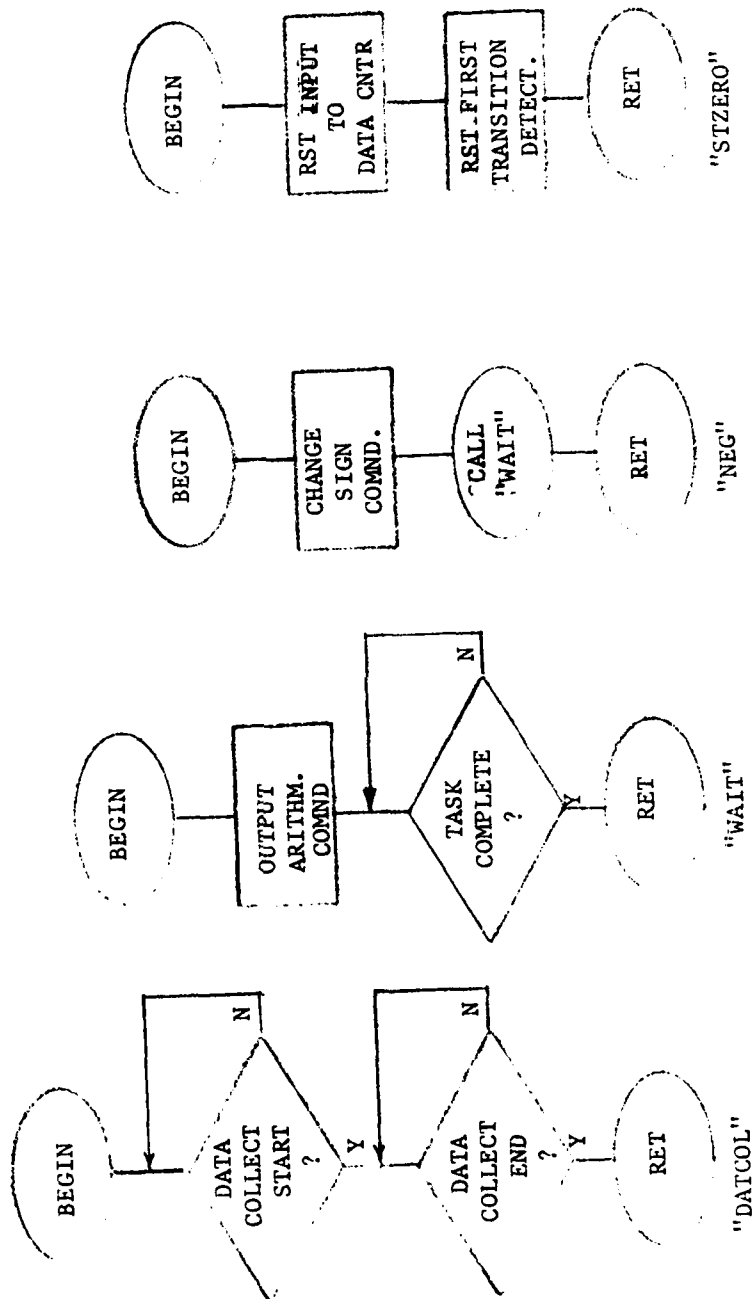 BEGIN
DATA
COLLECT
START
?
N
Y
DATA
COLLECT
END
?
N
Y
RET
"DATCOL"
BEGIN
OUTPUT
ARITHM.
COMND
TASK
COMPLETE
?
N
Y
RET
"WAIT"
BEGIN
CHANGE
SIGN
COMND.
CALL
"WAIT"
RET
"NEG"
BEGIN
RST INPUT
TO
DATA CNTR
RST FIRST
TRANSITION
DETECT.
RET
"STZERO"